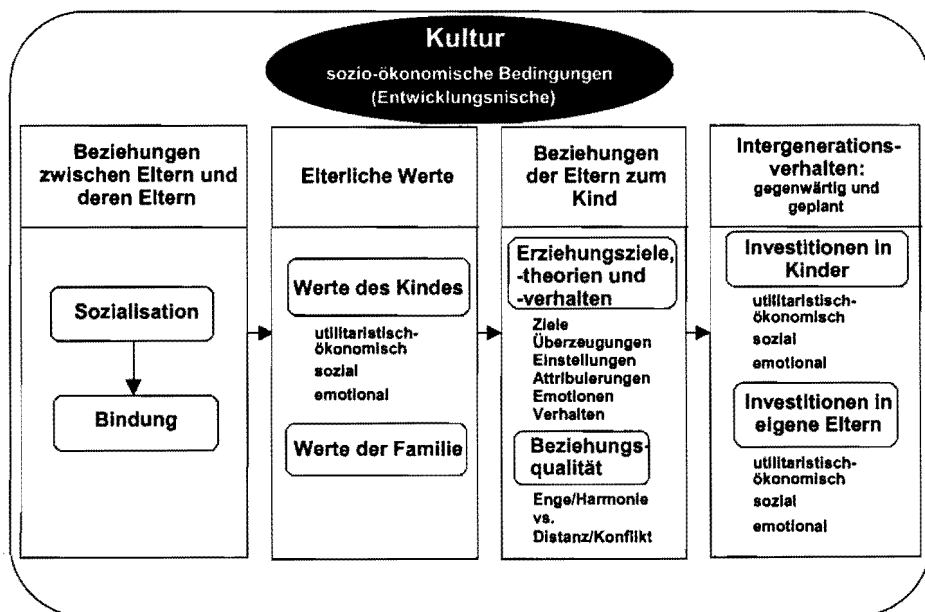 Kultur
sozio-ökonomische Bedingungen
(Entwicklungsnische)
Beziehungen
zwischen Eltern und
deren Eltern
Sozialisation
Bindung
Elterliche Werte
Werte des Kindes
utilitaristisch-
ökonomisch
sozial
emotional
Werte der Familie
Beziehungen
der Eltern zum
Kind
Erziehungsziele,
-theorien und
-verhalten
Ziele
Überzeugungen
Einstellungen
Attribuierungen
Emotionen
Verhalten
Beziehungs-
qualität
Enge/Harmonie
vs.
Distanz/Konflikt
Intergenerations-
verhalten:
gegenwärtig und
geplant
Investitionen in
Kinder
utilitaristisch-
ökonomisch
sozial
emotional
Investitionen in
eigene Eltern
utilitaristisch-
ökonomisch
sozial
emotional